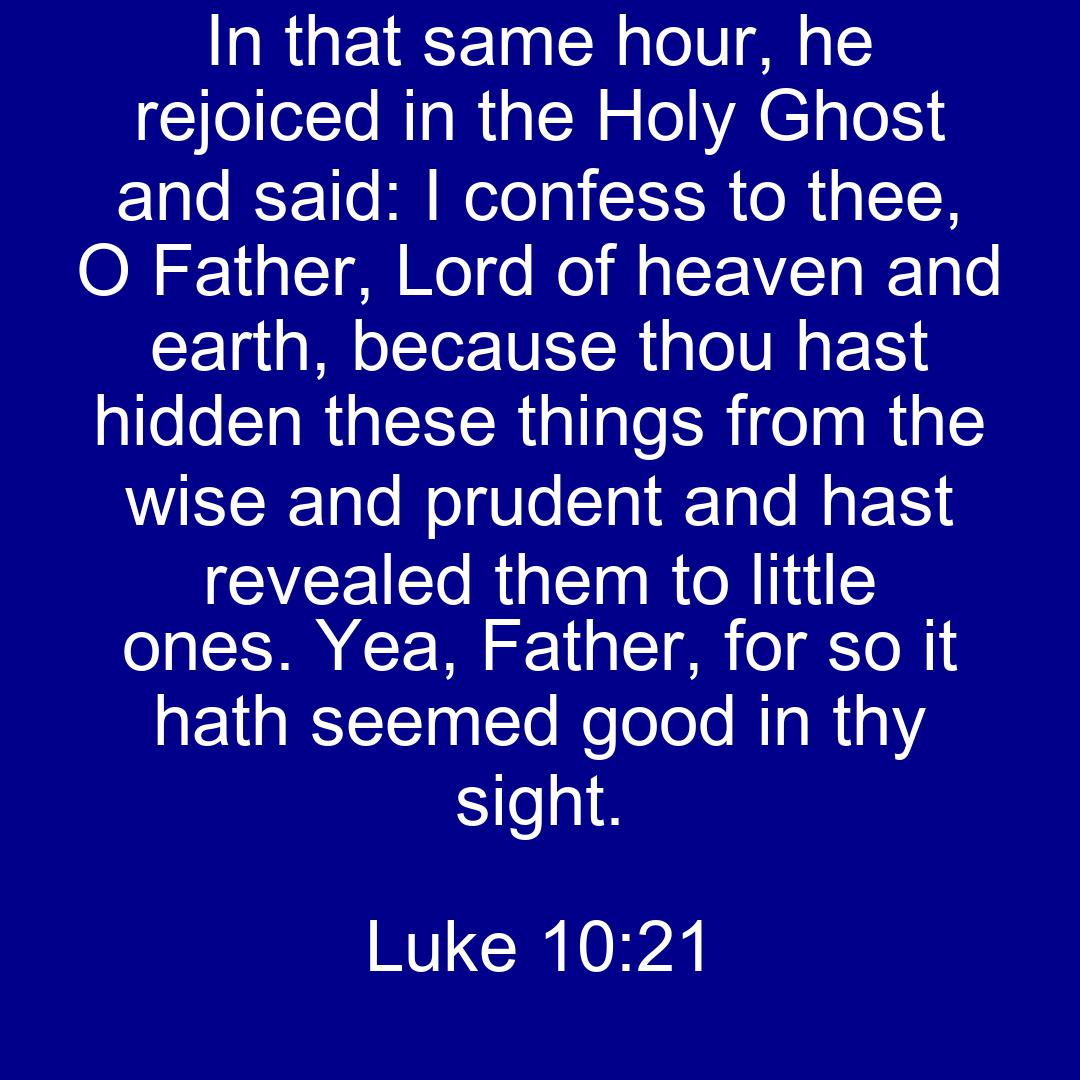 In that same hour, he
rejoiced in the Holy Ghost
and said: I confess to thee,
O Father, Lord of heaven and
earth, because thou hast
hidden these things from the
wise and prudent and hast
revealed them to little
ones. Yea, Father, for so it
hath seemed good in thy
sight.
Luke 10:21